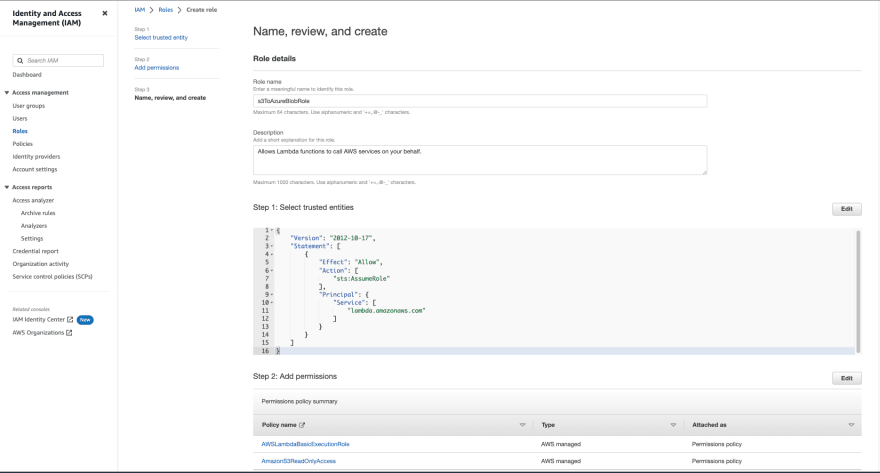 Identity and Access
Management (IAM)
Search IAM
Dashboard
Access management
User groups
Users
Roles
Policies
Identity providers
Account settings
Access reports
Access analyzer
Archive rules
Analyzers
Settings
Credential report
Organization activity
Service control policies (SCPs)
Related consoles
IAM Identity Center New
AWS Organizations
IAM > Roles > Create role
Step 1
Select trusted entity
Step 2
Add permissions
Step 3
Name, review, and create
Name, review, and create
Role details
Role name
Enter a meaningful name to identify this role.
s3ToAzureBlobRole
Maximum 64 characters. Use alphanumeric and '+=,.@-_' characters.
Description
Add a short explanation for this role.
Allows Lambda functions to call AWS services on your behalf.
Maximum 1000 characters. Use alphanumeric and '+=,.@-_' characters.
Step 1: Select trusted entities
Edit
1 {
2 "Version": "2012-10-17",
3 "Statement": [
4 {
5 "Effect": "Allow",
6 "Action": [
7 "sts:AssumeRole"
8 ],
9 "Principal": {
10 "Service": [
11 "lambda.amazonaws.com"
12 ]
13 }
14 }
15 ]
16 }
Step 2: Add permissions
Edit
Permissions policy summary
Policy name Type Attached as
AWSLambdaBasicExecutionRole AWS managed Permissions policy
AmazonS3ReadOnlyAccess AWS managed Permissions policy